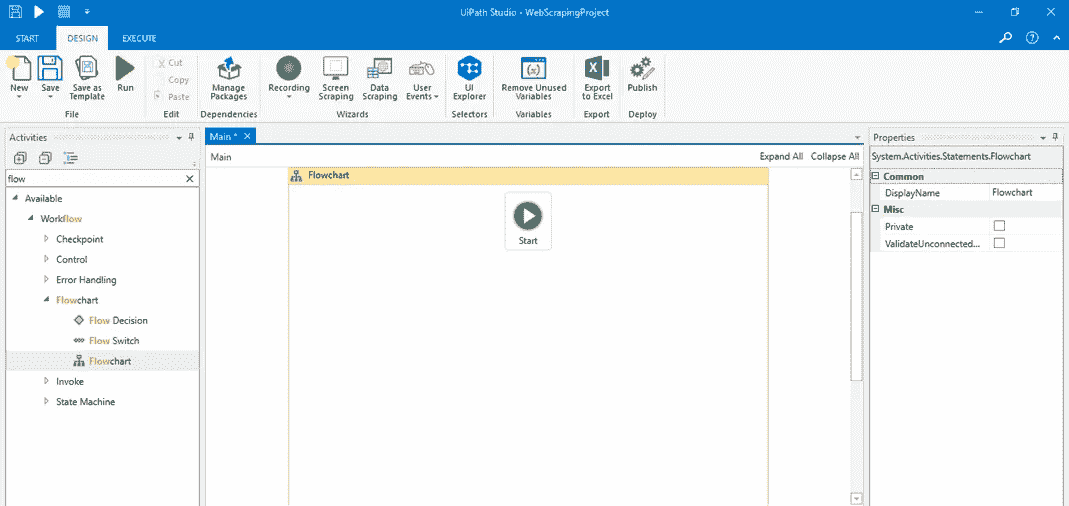 UiPath Studio - WebScrapingProject
START DESIGN EXECUTE
New Save Save as Template Run
Cut
Copy
Paste
Manage Packages
Recording Screen Scraping Data Scraping User Events
UI Explorer
Remove Unused Variables
Export to Excel
Publish
File Edit Dependencies Wizards Selectors Variables Export Deploy
Activities
flow
Available
Workflow
Checkpoint
Control
Error Handling
Flowchart
Flow Decision
Flow Switch
Flowchart
Invoke
State Machine
Main *
Main Expand All Collapse All
Flowchart
Start
Properties
System.Activities.Statements.Flowchart
Common
DisplayName Flowchart
Misc
Private
ValidateUnconnected...